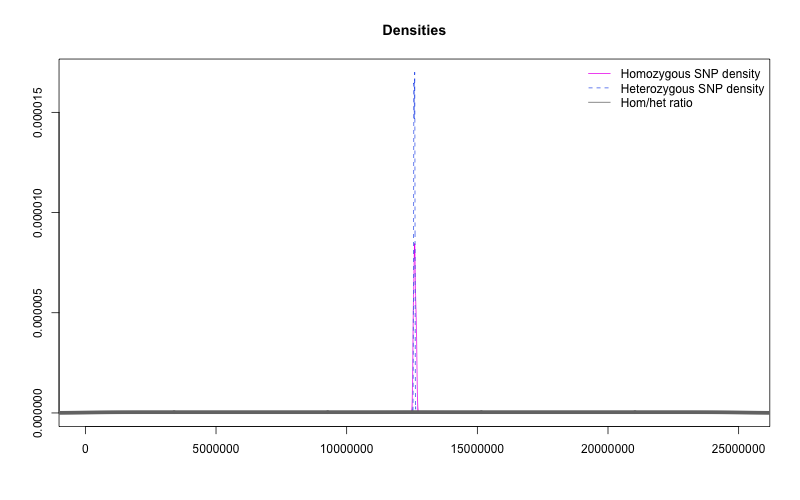 Densities
Homozygous SNP density
Heterozygous SNP density
Hom/het ratio
0.000015
0.000010
0.000005
0.000000
0 5000000 10000000 15000000 20000000 25000000